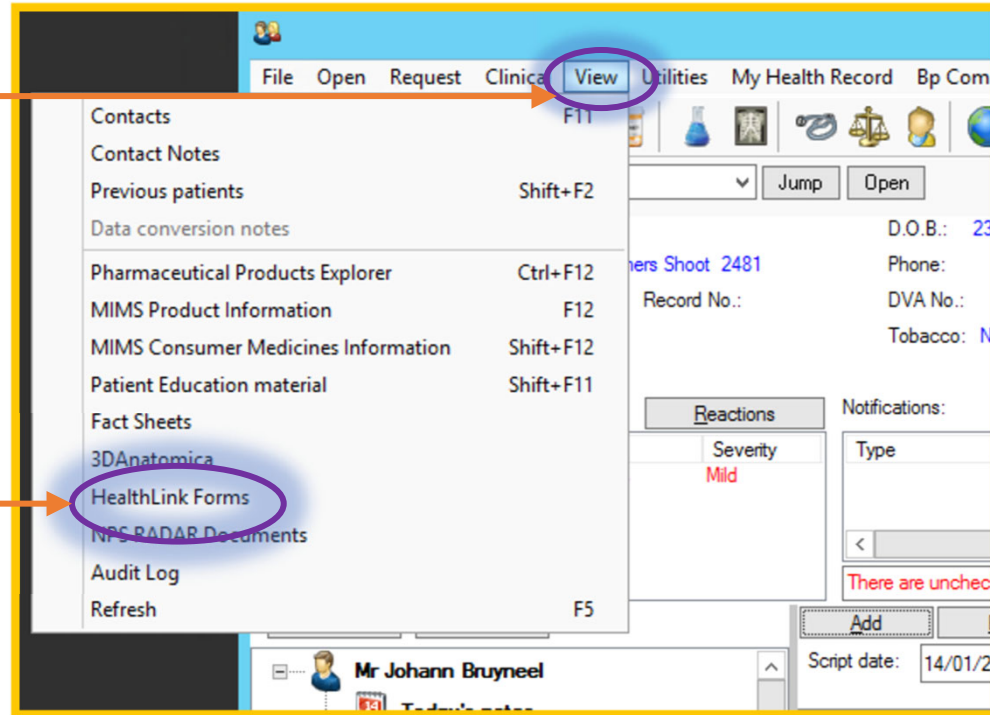 File Open Request Clinical View Utilities My Health Record Bp Com
Contacts F11
Contact Notes
Previous patients Shift+F2
Data conversion notes
Pharmaceutical Products Explorer Ctrl+F12
MIMS Product Information F12
MIMS Consumer Medicines Information Shift+F12
Patient Education material Shift+F11
Fact Sheets
3DAnatomica
HealthLink Forms
NPS RADAR Documents
Audit Log
Refresh F5
Jump Open
D.O.B.: 23
ners Shoot 2481 Phone:
Record No.: DVA No.:
Tobacco: N
Reactions Notifications:
Severity Type
Mild
There are unchec
Add
Script date: 14/01/2
Mr Johann Bruyneel
Today's notes